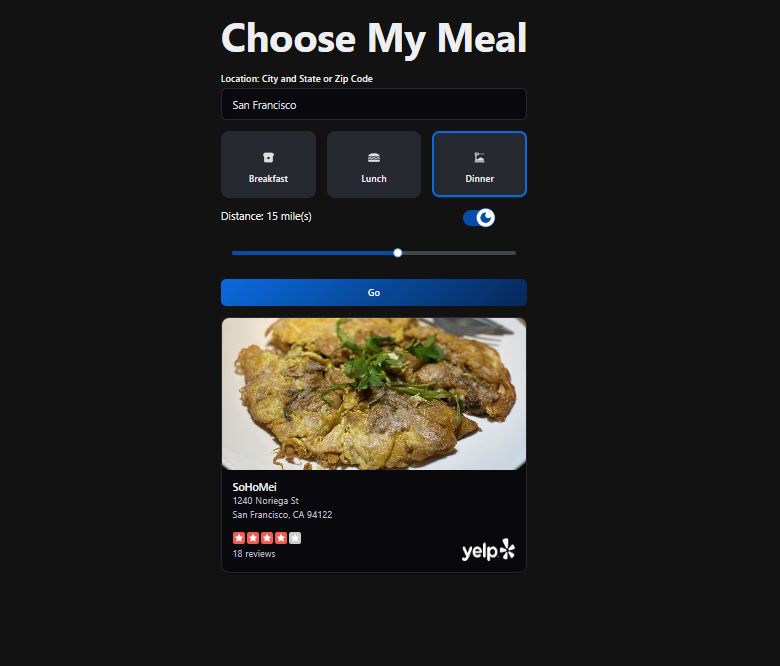 Choose My Meal
Location: City and State or Zip Code
San Francisco
Breakfast
Lunch
Dinner
Distance: 15 mile(s)
Go
SoHoMei
1240 Noriega St
San Francisco, CA 94122
18 reviews
yelp